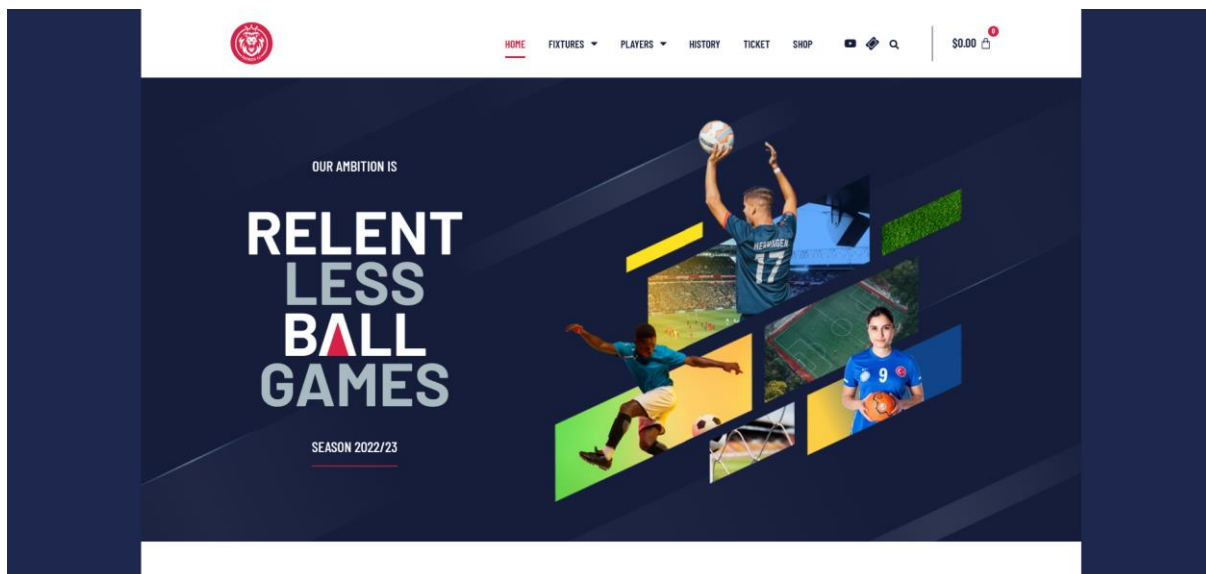 HOME FIXTURES PLAYERS HISTORY TICKET SHOP $0.00 0
OUR AMBITION IS
RELENT
LESS
BALL
GAMES
SEASON 2022/23
17
9